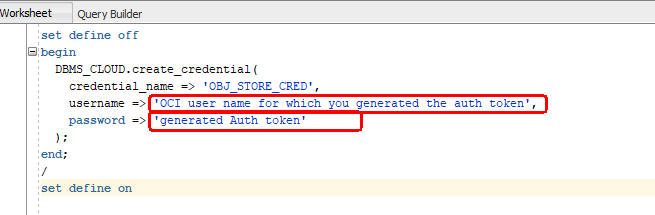 Worksheet Query Builder
set define off
begin
DBMS_CLOUD.create_credential(
credential_name => 'OBJ_STORE_CRED',
username => 'OCI user name for which you generated the auth token',
password => 'generated Auth token'
);
end;
/
set define on